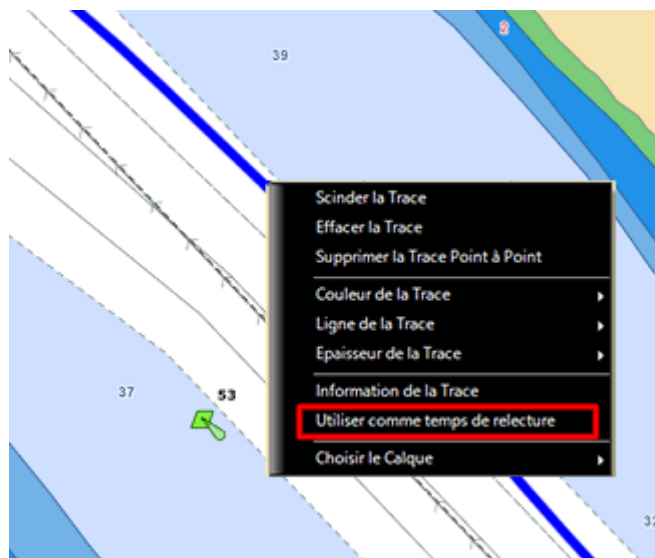 2
39
Scinder la Trace
Effacer la Trace
Supprimer la Trace Point à Point
Couleur de la Trace
Ligne de la Trace
Epaisseur de la Trace
37
53
Information de la Trace
Utiliser comme temps de relecture
Choisir le Calque